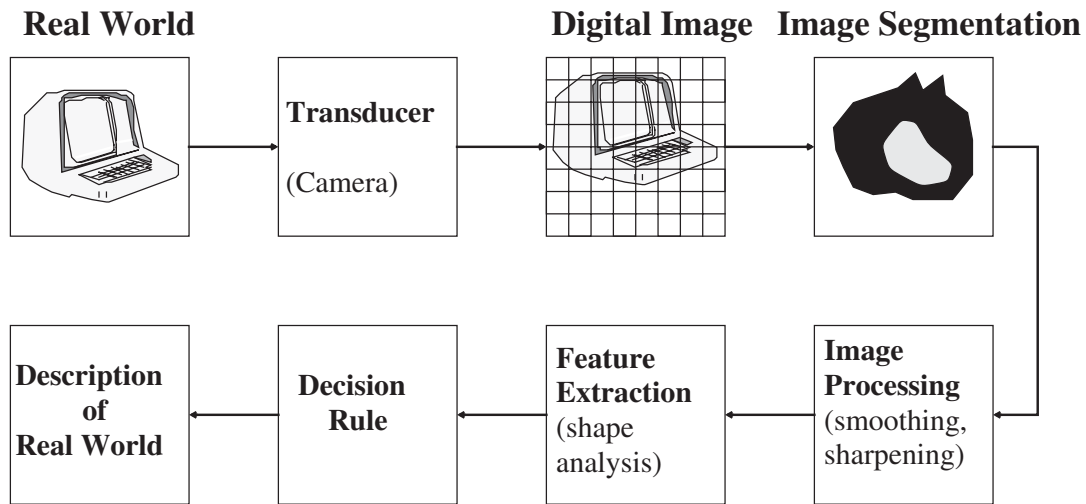 Real World
Digital Image
Image Segmentation
Transducer
(Camera)
Description
of
Real World
Decision
Rule
Feature
Extraction
(shape
analysis)
Image
Processing
(smoothing,
sharpening)